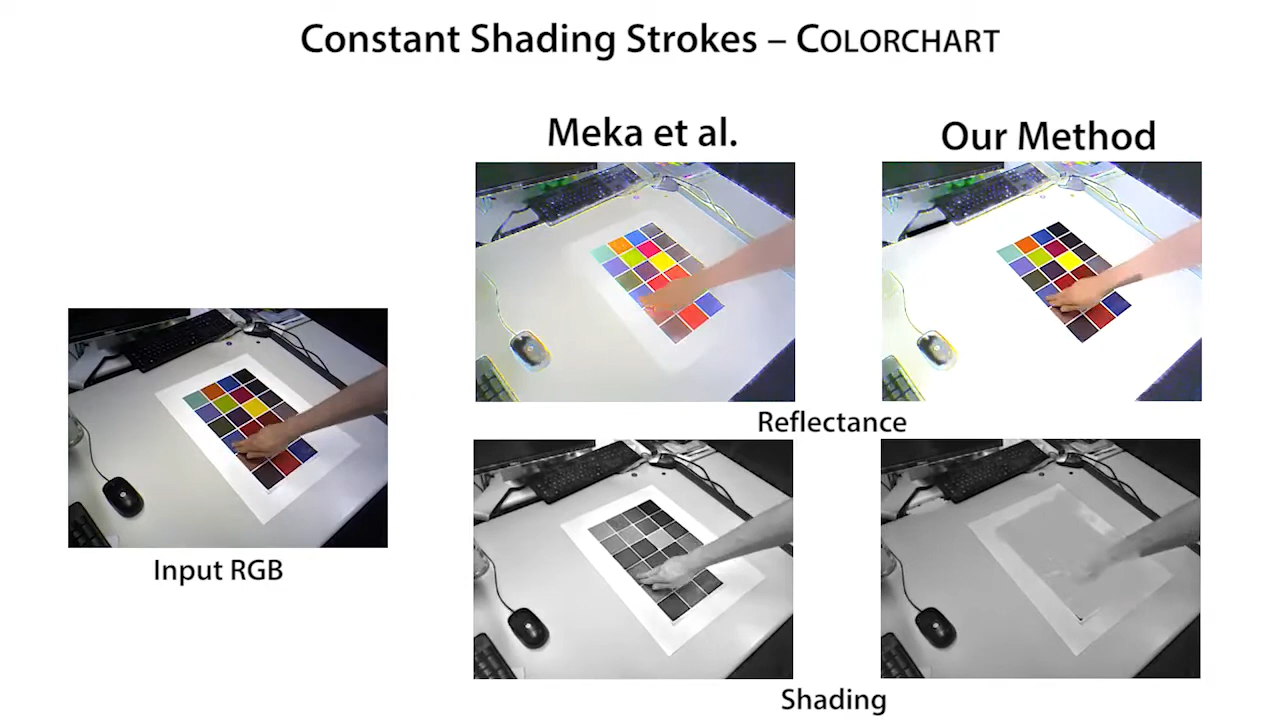 Constant Shading Strokes – COLORCHART
Meka et al.
Our Method
Reflectance
Input RGB
Shading